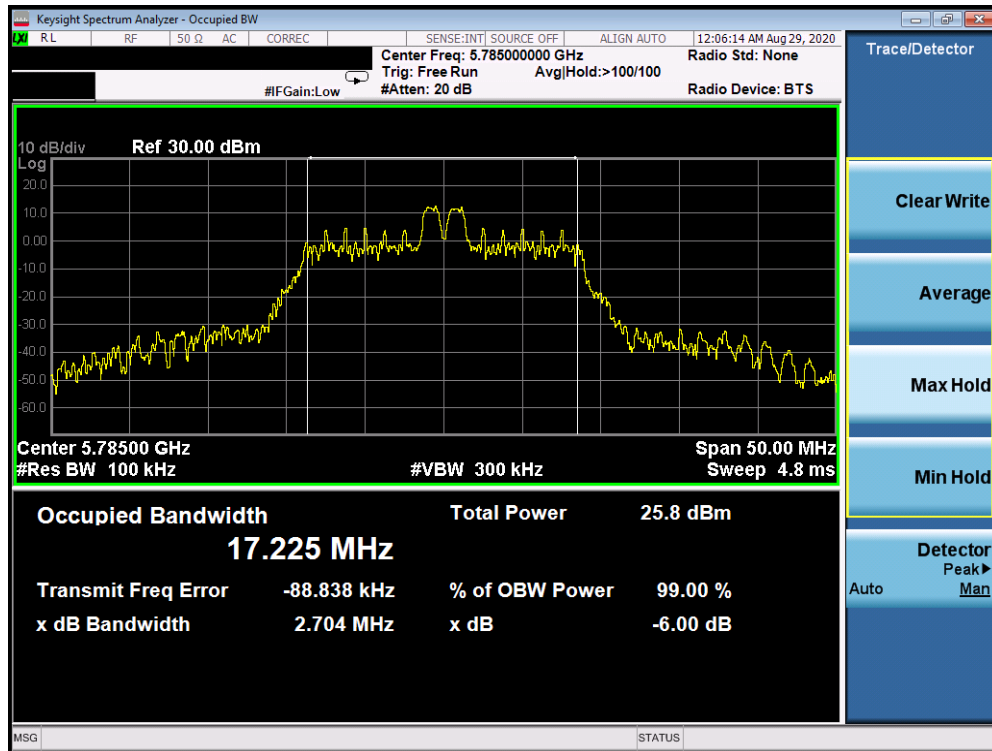 Keysight Spectrum Analyzer - Occupied BW
LXI RL RF 50 Ω AC CORREC SENSE:INT SOURCE OFF ALIGN AUTO 12:06:14 AM Aug 29, 2020
Center Freq: 5.785000000 GHz Radio Std: None
Trig: Free Run Avg|Hold:>100/100
#IFGain:Low #Atten: 20 dB Radio Device: BTS
10 dB/div Ref 30.00 dBm
Log
20.0
10.0
0.00
-10.0
-20.0
-30.0
-40.0
-50.0
-60.0
Center 5.78500 GHz Span 50.00 MHz
#Res BW 100 kHz #VBW 300 kHz Sweep 4.8 ms
Occupied Bandwidth Total Power 25.8 dBm
17.225 MHz
Transmit Freq Error -88.838 kHz % of OBW Power 99.00 %
x dB Bandwidth 2.704 MHz x dB -6.00 dB
MSG STATUS
Trace/Detector
Clear Write
Average
Max Hold
Min Hold
Detector
Peak▶
Auto Man